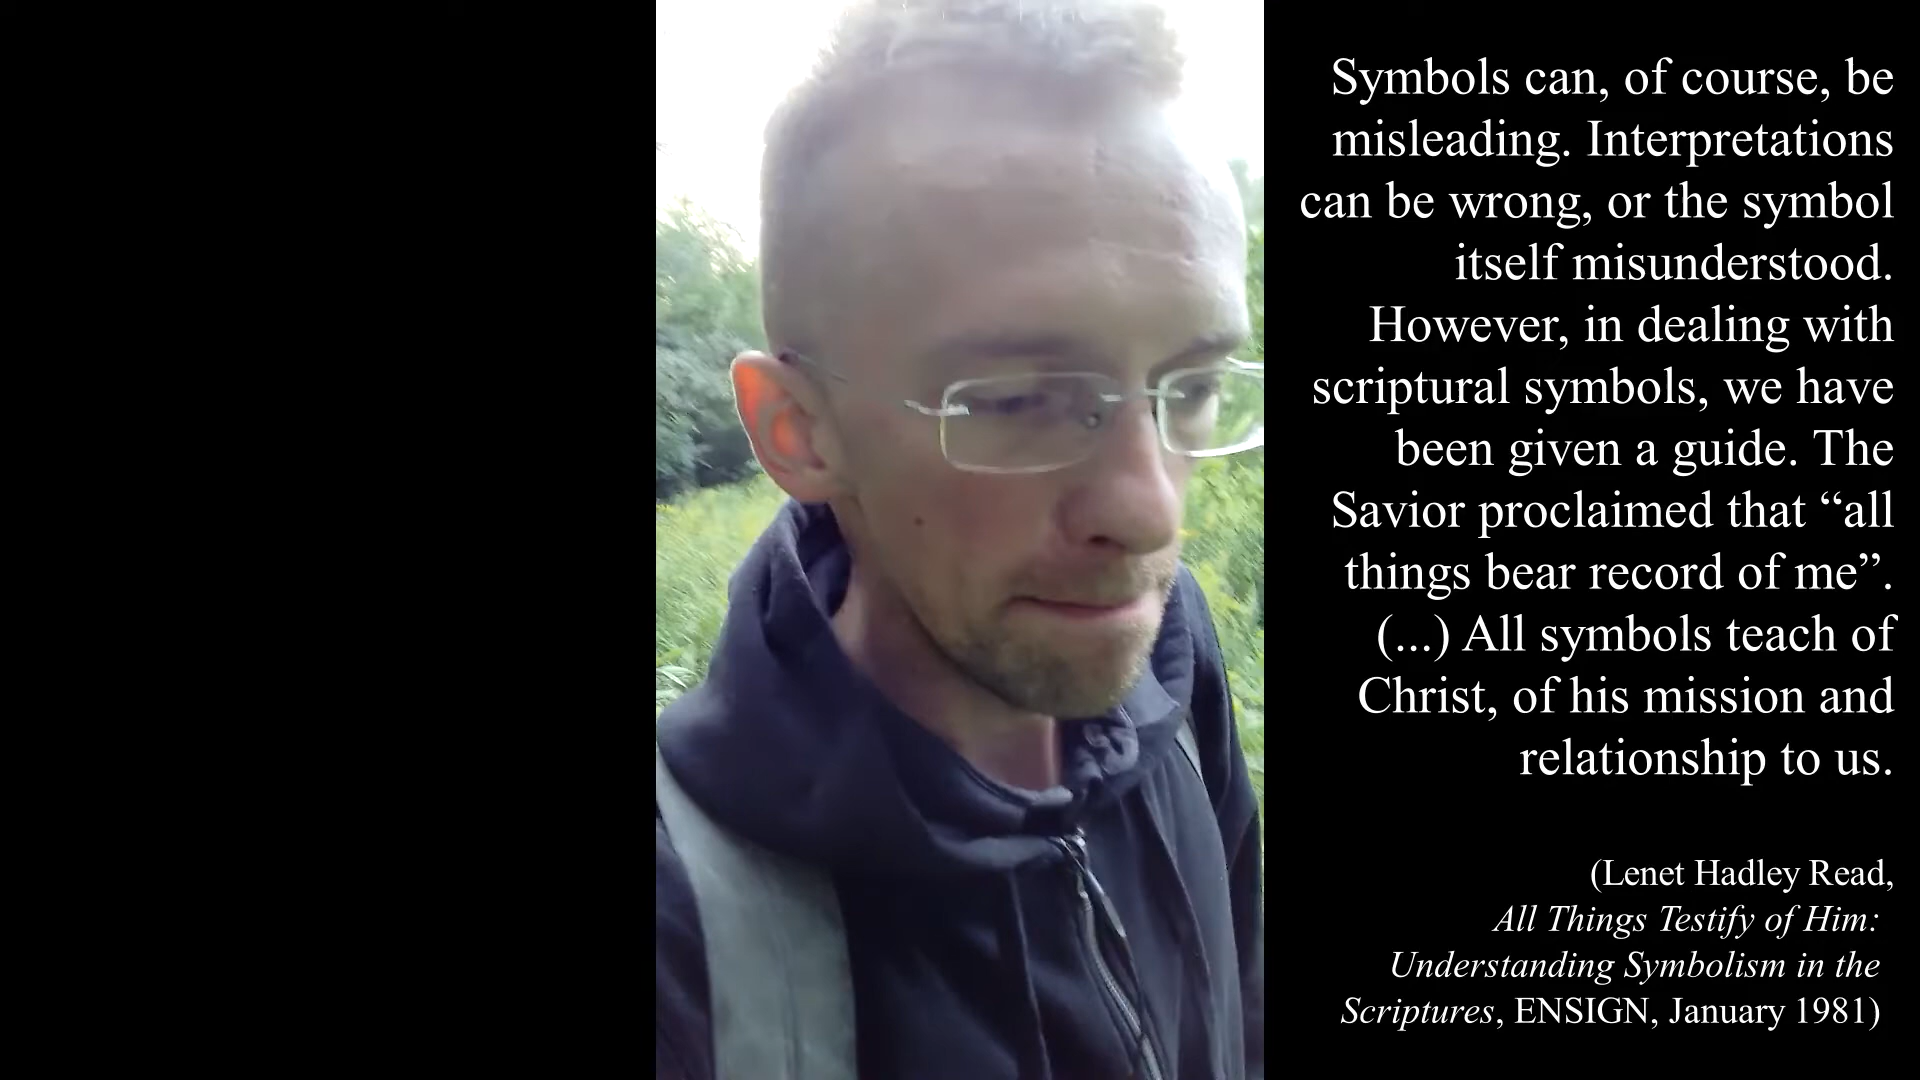 Symbols can, of course, be
misleading. Interpretations
can be wrong, or the symbol
itself misunderstood.
However, in dealing with
scriptural symbols, we have
been given a guide. The
Savior proclaimed that “all
things bear record of me”.
(...) All symbols teach of
Christ, of his mission and
relationship to us.
(Lenet Hadley Read,
All Things Testify of Him:
Understanding Symbolism in the
Scriptures, ENSIGN, January 1981)